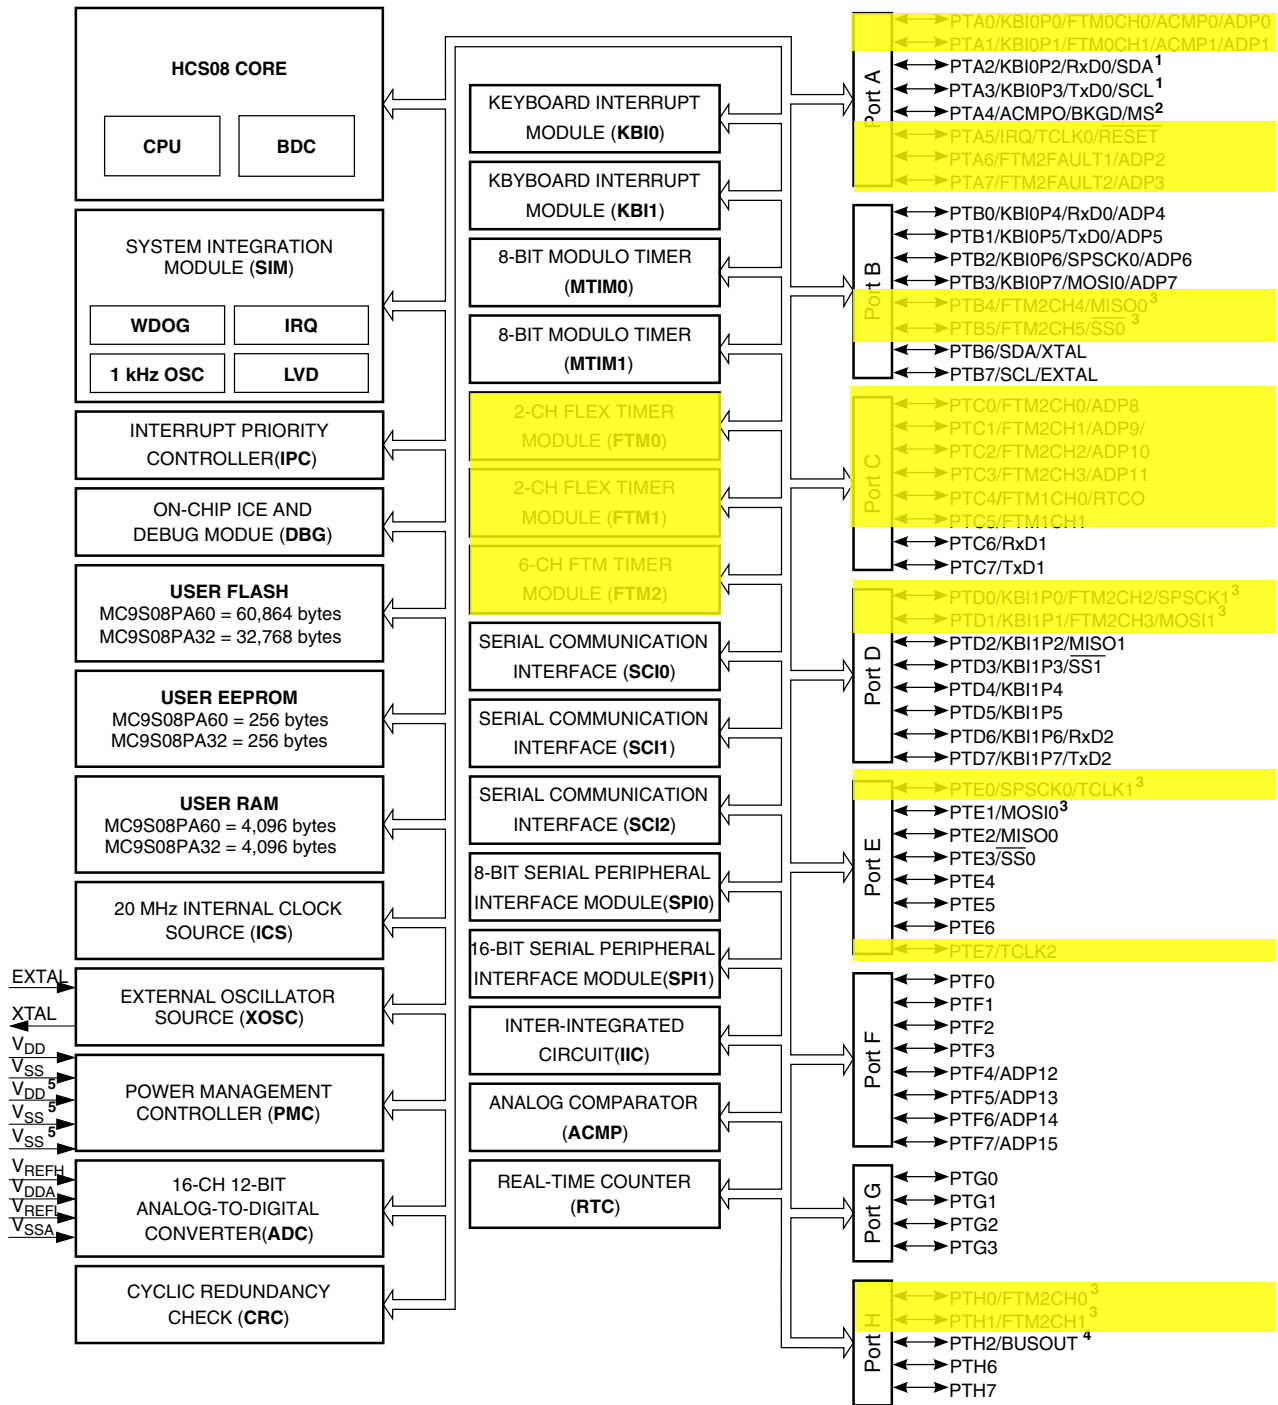 HCS08 CORE
CPU
BDC
SYSTEM INTEGRATION
MODULE (SIM)
WDOG
IRQ
1 kHz OSC
LVD
INTERRUPT PRIORITY
CONTROLLER(IPC)
ON-CHIP ICE AND
DEBUG MODUE (DBG)
USER FLASH
MC9S08PA60 = 60,864 bytes
MC9S08PA32 = 32,768 bytes
USER EEPROM
MC9S08PA60 = 256 bytes
MC9S08PA32 = 256 bytes
USER RAM
MC9S08PA60 = 4,096 bytes
MC9S08PA32 = 4,096 bytes
20 MHz INTERNAL CLOCK
SOURCE (ICS)
EXTAL
XTAL
EXTERNAL OSCILLATOR
SOURCE (XOSC)
VDD
VSS
VDD 5
VSS 5
VSS 5
POWER MANAGEMENT
CONTROLLER (PMC)
VREFH
VDDA
VREFL
VSSA
16-CH 12-BIT
ANALOG-TO-DIGITAL
CONVERTER(ADC)
CYCLIC REDUNDANCY
CHECK (CRC)
KEYBOARD INTERRUPT
MODULE (KBI0)
KBYBOARD INTERRUPT
MODULE (KBI1)
8-BIT MODULO TIMER
(MTIM0)
8-BIT MODULO TIMER
(MTIM1)
2-CH FLEX TIMER
MODULE (FTM0)
2-CH FLEX TIMER
MODULE (FTM1)
6-CH FTM TIMER
MODULE (FTM2)
SERIAL COMMUNICATION
INTERFACE (SCI0)
SERIAL COMMUNICATION
INTERFACE (SCI1)
SERIAL COMMUNICATION
INTERFACE (SCI2)
8-BIT SERIAL PERIPHERAL
INTERFACE MODULE(SPI0)
16-BIT SERIAL PERIPHERAL
INTERFACE MODULE(SPI1)
INTER-INTEGRATED
CIRCUIT(IIC)
ANALOG COMPARATOR
(ACMP)
REAL-TIME COUNTER
(RTC)
Port A
PTA0/KBI0P0/FTM0CH0/ACMP0/ADP0
PTA1/KBI0P1/FTM0CH1/ACMP1/ADP1
PTA2/KBI0P2/RxD0/SDA 1
PTA3/KBI0P3/TxD0/SCL 1
PTA4/ACMPO/BKGD/MS 2
PTA5/IRQ/TCLK0/RESET
PTA6/FTM2FAULT1/ADP2
PTA7/FTM2FAULT2/ADP3
Port B
PTB0/KBI0P4/RxD0/ADP4
PTB1/KBI0P5/TxD0/ADP5
PTB2/KBI0P6/SPSCK0/ADP6
PTB3/KBI0P7/MOSI0/ADP7
PTB4/FTM2CH4/MISO0 3
PTB5/FTM2CH5/SS0 3
PTB6/SDA/XTAL
PTB7/SCL/EXTAL
Port C
PTC0/FTM2CH0/ADP8
PTC1/FTM2CH1/ADP9/
PTC2/FTM2CH2/ADP10
PTC3/FTM2CH3/ADP11
PTC4/FTM1CH0/RTCO
PTC5/FTM1CH1
PTC6/RxD1
PTC7/TxD1
Port D
PTD0/KBI1P0/FTM2CH2/SPSCK1 3
PTD1/KBI1P1/FTM2CH3/MOSI1 3
PTD2/KBI1P2/MISO1
PTD3/KBI1P3/SS1
PTD4/KBI1P4
PTD5/KBI1P5
PTD6/KBI1P6/RxD2
PTD7/KBI1P7/TxD2
Port E
PTE0/SPSCK0/TCLK1 3
PTE1/MOSI0 3
PTE2/MISO0
PTE3/SS0
PTE4
PTE5
PTE6
PTE7/TCLK2
Port F
PTF0
PTF1
PTF2
PTF3
PTF4/ADP12
PTF5/ADP13
PTF6/ADP14
PTF7/ADP15
Port G
PTG0
PTG1
PTG2
PTG3
Port H
PTH0/FTM2CH0 3
PTH1/FTM2CH1 3
PTH2/BUSOUT 4
PTH6
PTH7